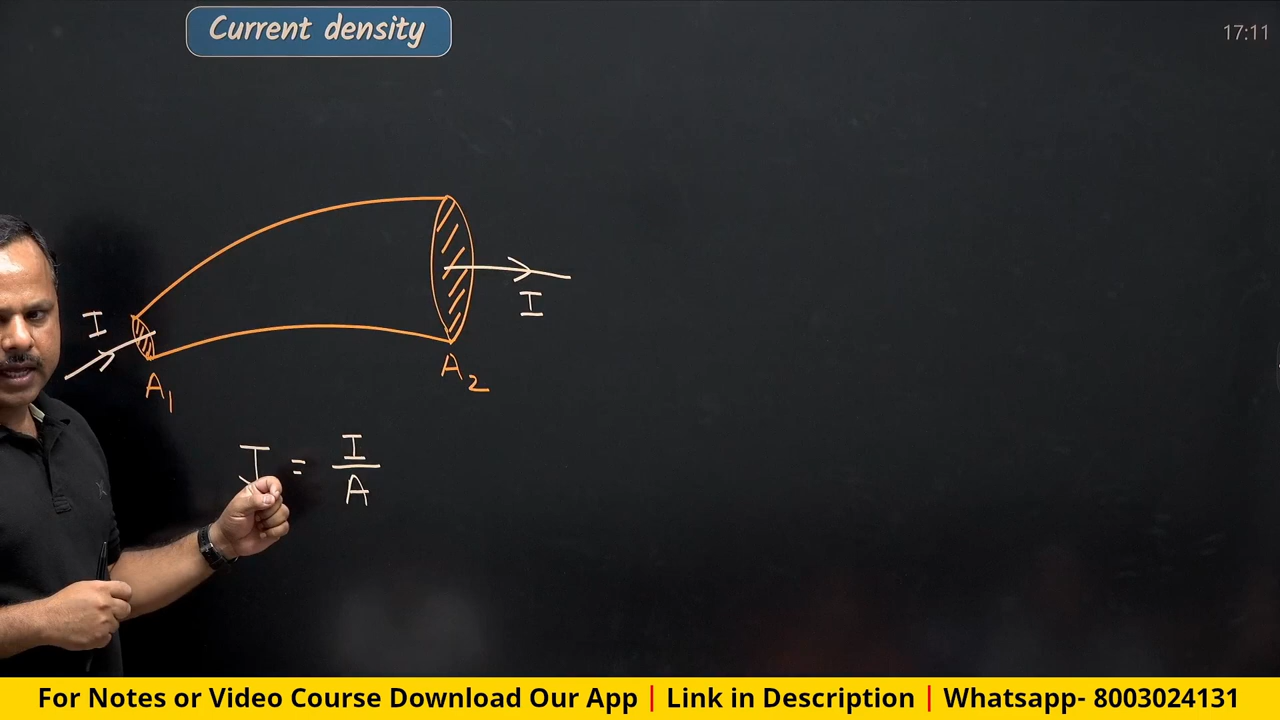 Current density
17:11
I
I
A1
A2
J = I/A
For Notes or Video Course Download Our App | Link in Description | Whatsapp- 8003024131